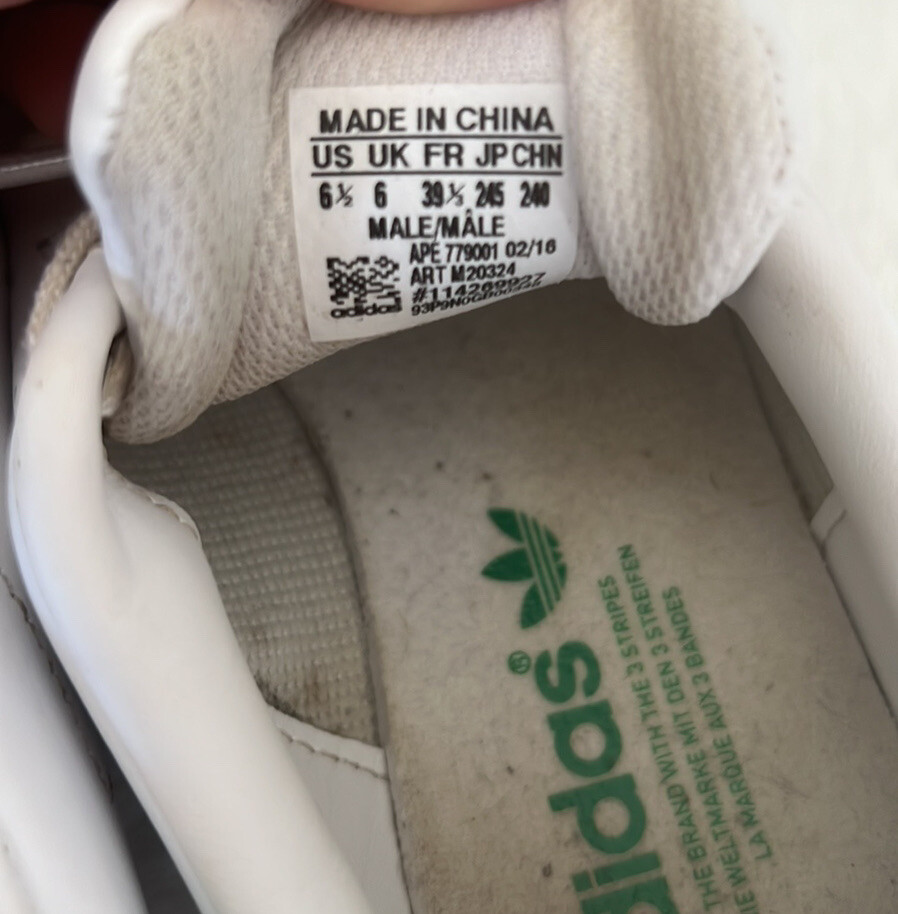 MADE IN CHINA
US UK FR JP CHN
6½ 6 39⅓ 245 240
MALE/MÂLE
APE 779001 02/16
ART M20324
#114269927
adidas
adidas®
THE BRAND WITH THE 3 STRIPES
WELTMARKE MIT DEN 3 STREIFEN
LA MARQUE AUX 3 BANDES